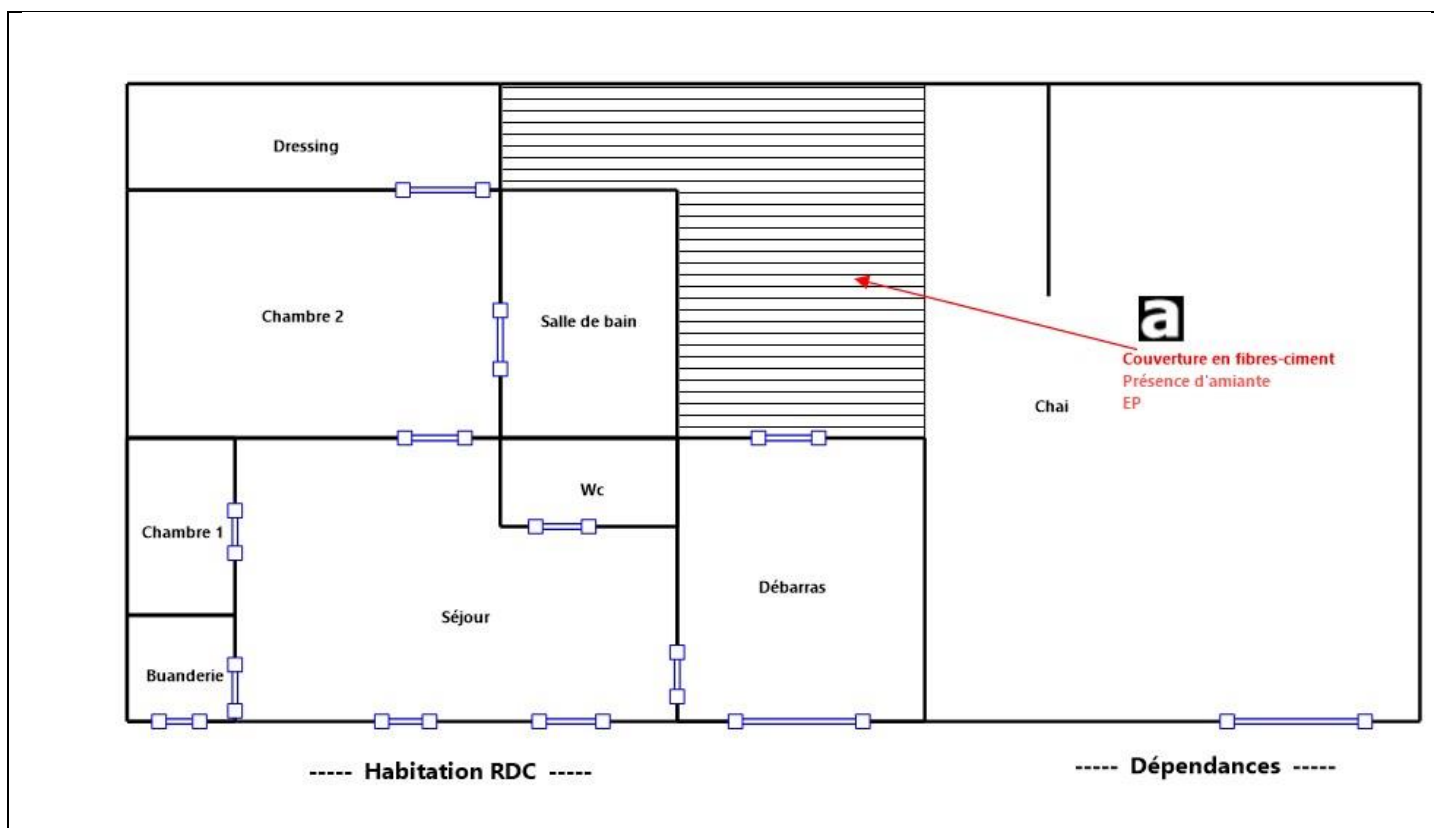 Dressing
Chambre 2
Salle de bain
a
Couverture en fibres-ciment
Présence d'amiante
EP
Chai
Wc
Chambre 1
Débarras
Séjour
Buanderie
----- Habitation RDC -----
----- Dépendances -----